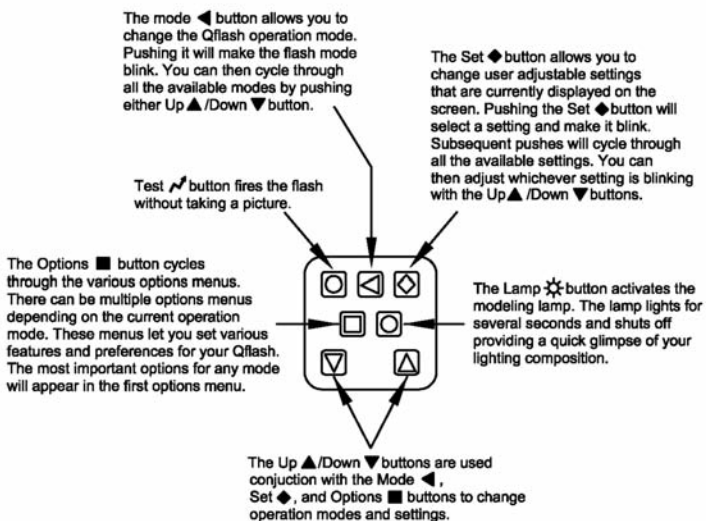 The mode ◀ button allows you to
change the Qflash operation mode.
Pushing it will make the flash mode
blink. You can then cycle through
all the available modes by pushing
either Up ▲ /Down ▼ button.
The Set ◆ button allows you to
change user adjustable settings
that are currently displayed on the
screen. Pushing the Set ◆ button will
select a setting and make it blink.
Subsequent pushes will cycle through
all the available settings. You can
then adjust whichever setting is blinking
with the Up ▲ /Down ▼ buttons.
Test button fires the flash
without taking a picture.
The Options ■ button cycles
through the various options menus.
There can be multiple options menus
depending on the current operation
mode. These menus let you set various
features and preferences for your Qflash.
The most important options for any mode
will appear in the first options menu.
The Lamp button activates the
modeling lamp. The lamp lights for
several seconds and shuts off
providing a quick glimpse of your
lighting composition.
The Up ▲/Down ▼ buttons are used
conjuction with the Mode ◀ ,
Set ◆ , and Options ■ buttons to change
operation modes and settings.